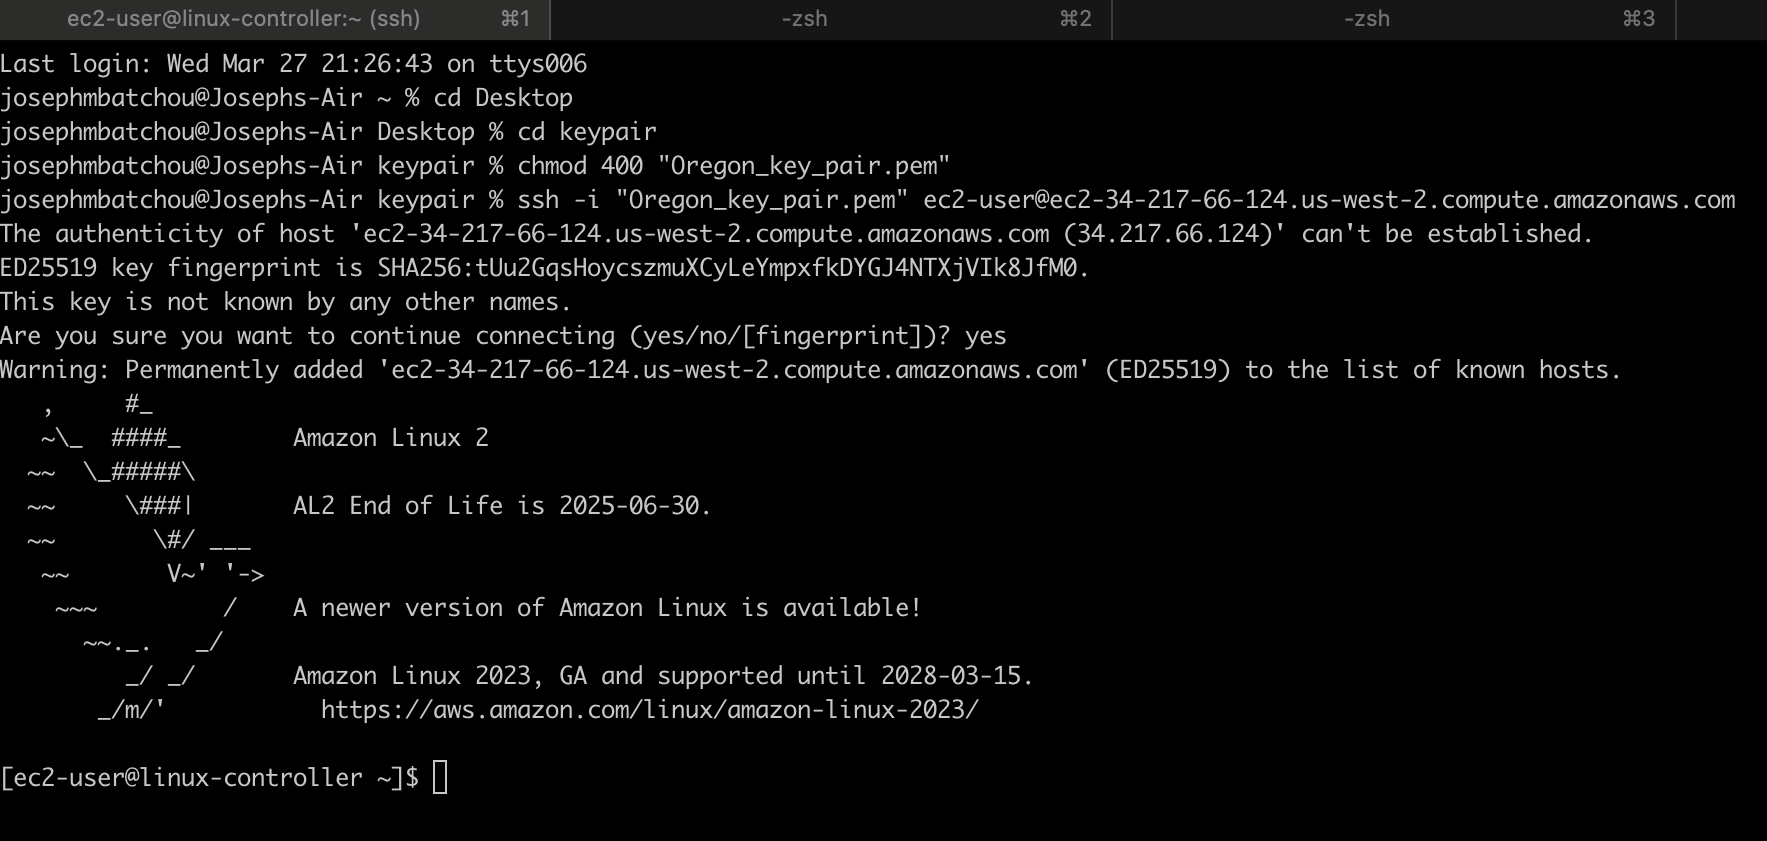 ec2-user@linux-controller:~ (ssh) ⌘1 -zsh ⌘2 -zsh ⌘3
Last login: Wed Mar 27 21:26:43 on ttys006
josephmbatchou@Josephs-Air ~ % cd Desktop
josephmbatchou@Josephs-Air Desktop % cd keypair
josephmbatchou@Josephs-Air keypair % chmod 400 "Oregon_key_pair.pem"
josephmbatchou@Josephs-Air keypair % ssh -i "Oregon_key_pair.pem" ec2-user@ec2-34-217-66-124.us-west-2.compute.amazonaws.com
The authenticity of host 'ec2-34-217-66-124.us-west-2.compute.amazonaws.com (34.217.66.124)' can't be established.
ED25519 key fingerprint is SHA256:tUu2GqsHoycszmuXCyLeYmpxfkDYGJ4NTXjVIk8JfM0.
This key is not known by any other names.
Are you sure you want to continue connecting (yes/no/[fingerprint])? yes
Warning: Permanently added 'ec2-34-217-66-124.us-west-2.compute.amazonaws.com' (ED25519) to the list of known hosts.
   ,     #_
   ~\_  ####_        Amazon Linux 2
  ~~  \_#####\
  ~~     \###|       AL2 End of Life is 2025-06-30.
  ~~       \#/ ___
   ~~       V~' '->
    ~~~         /    A newer version of Amazon Linux is available!
      ~~._.   _/
         _/ _/       Amazon Linux 2023, GA and supported until 2028-03-15.
       _/m/'           https://aws.amazon.com/linux/amazon-linux-2023/
[ec2-user@linux-controller ~]$